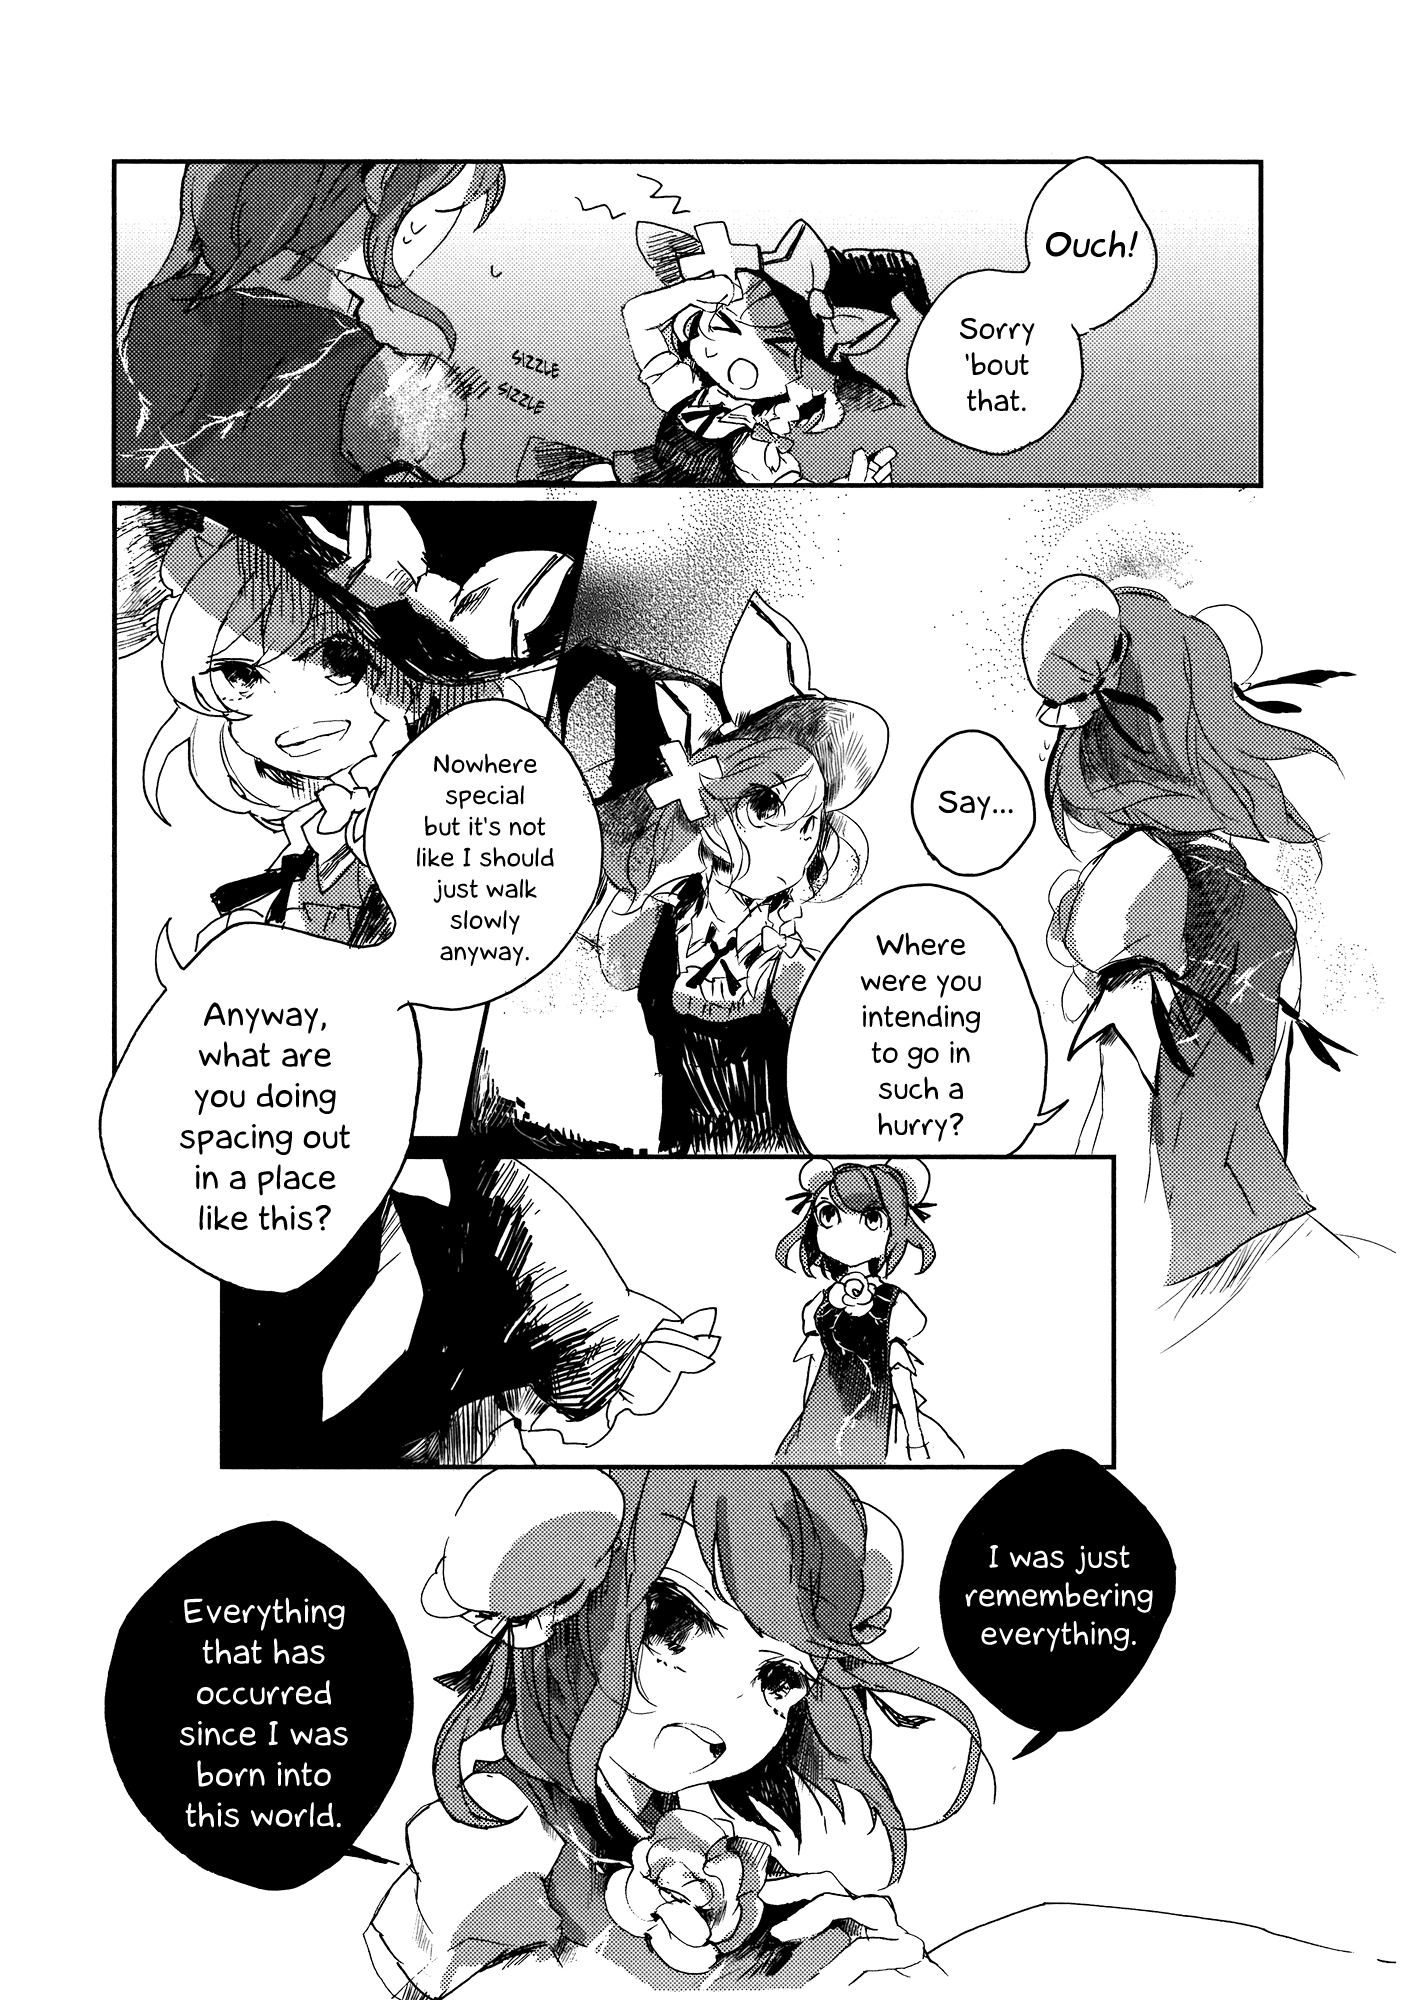 Ouch!
Sorry
'bout
that.
SIZZLE
SIZZLE
Say...
Where
were you
intending
to go in
such a
hurry?
Nowhere
special
but it's not
like I should
just walk
slowly
anyway.
Anyway,
what are
you doing
spacing out
in a place
like this?
I was just
remembering
everything.
Everything
that has
occurred
since I was
born into
this world.